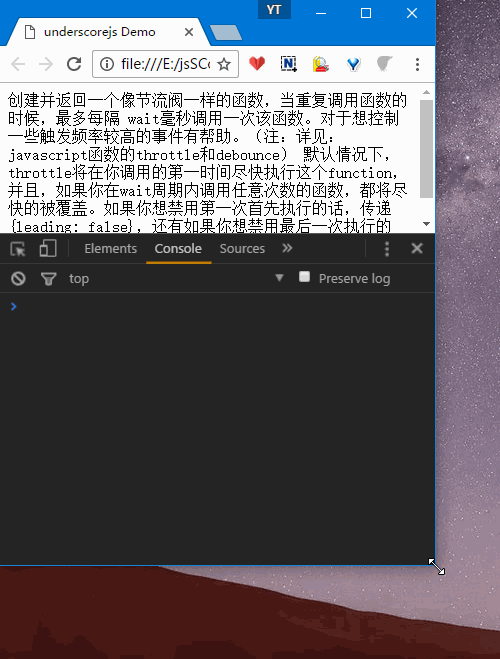 YT
underscorejs Demo
file:///E:/jsSCo
创建并返回一个像节流阀一样的函数，当重复调用函数的
时候，最多每隔 wait毫秒调用一次该函数。对于想控制
一些触发频率较高的事件有帮助。（注：详见：
javascript函数的throttle和debounce） 默认情况下，
throttle将在你调用的第一时间尽快执行这个function，
并且，如果你在wait周期内调用任意次数的函数，都将尽
快的被覆盖。如果你想禁用第一次首先执行的话，传递
{leading: false}，还有如果你想禁用最后一次执行的
Elements Console Sources
top Preserve log